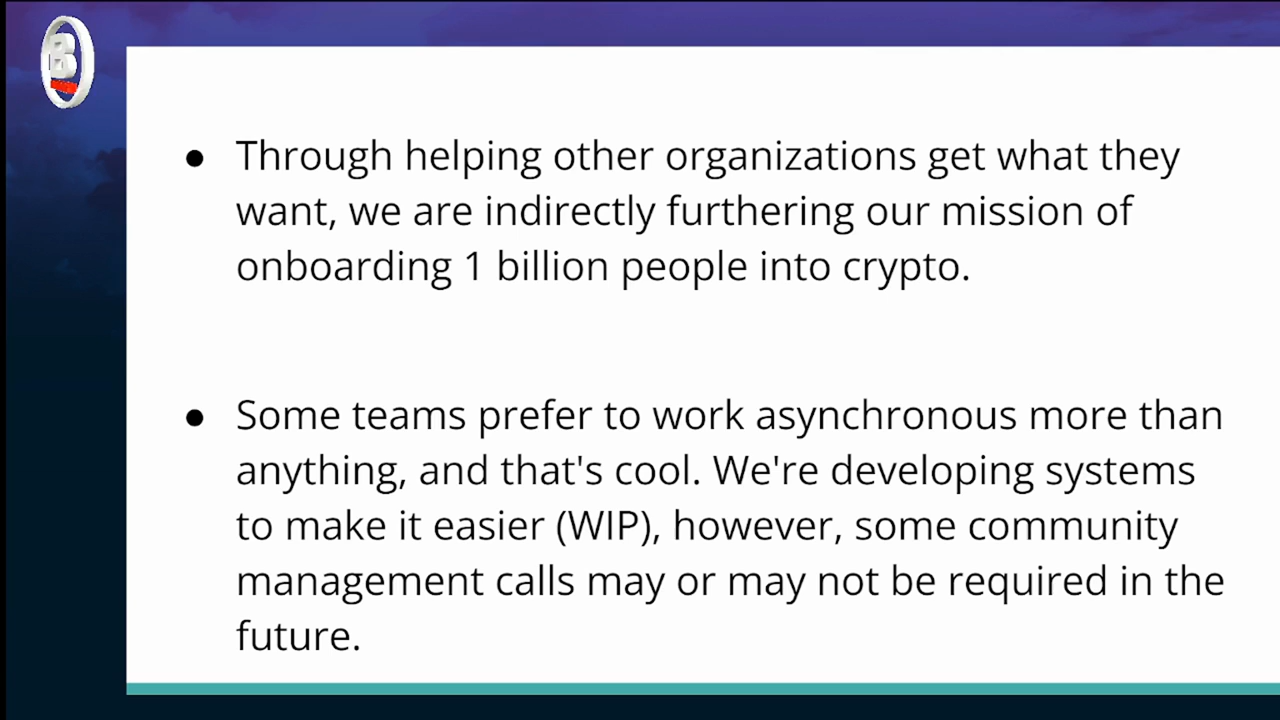 B
● Through helping other organizations get what they
want, we are indirectly furthering our mission of
onboarding 1 billion people into crypto.
● Some teams prefer to work asynchronous more than
anything, and that's cool. We're developing systems
to make it easier (WIP), however, some community
management calls may or may not be required in the
future.